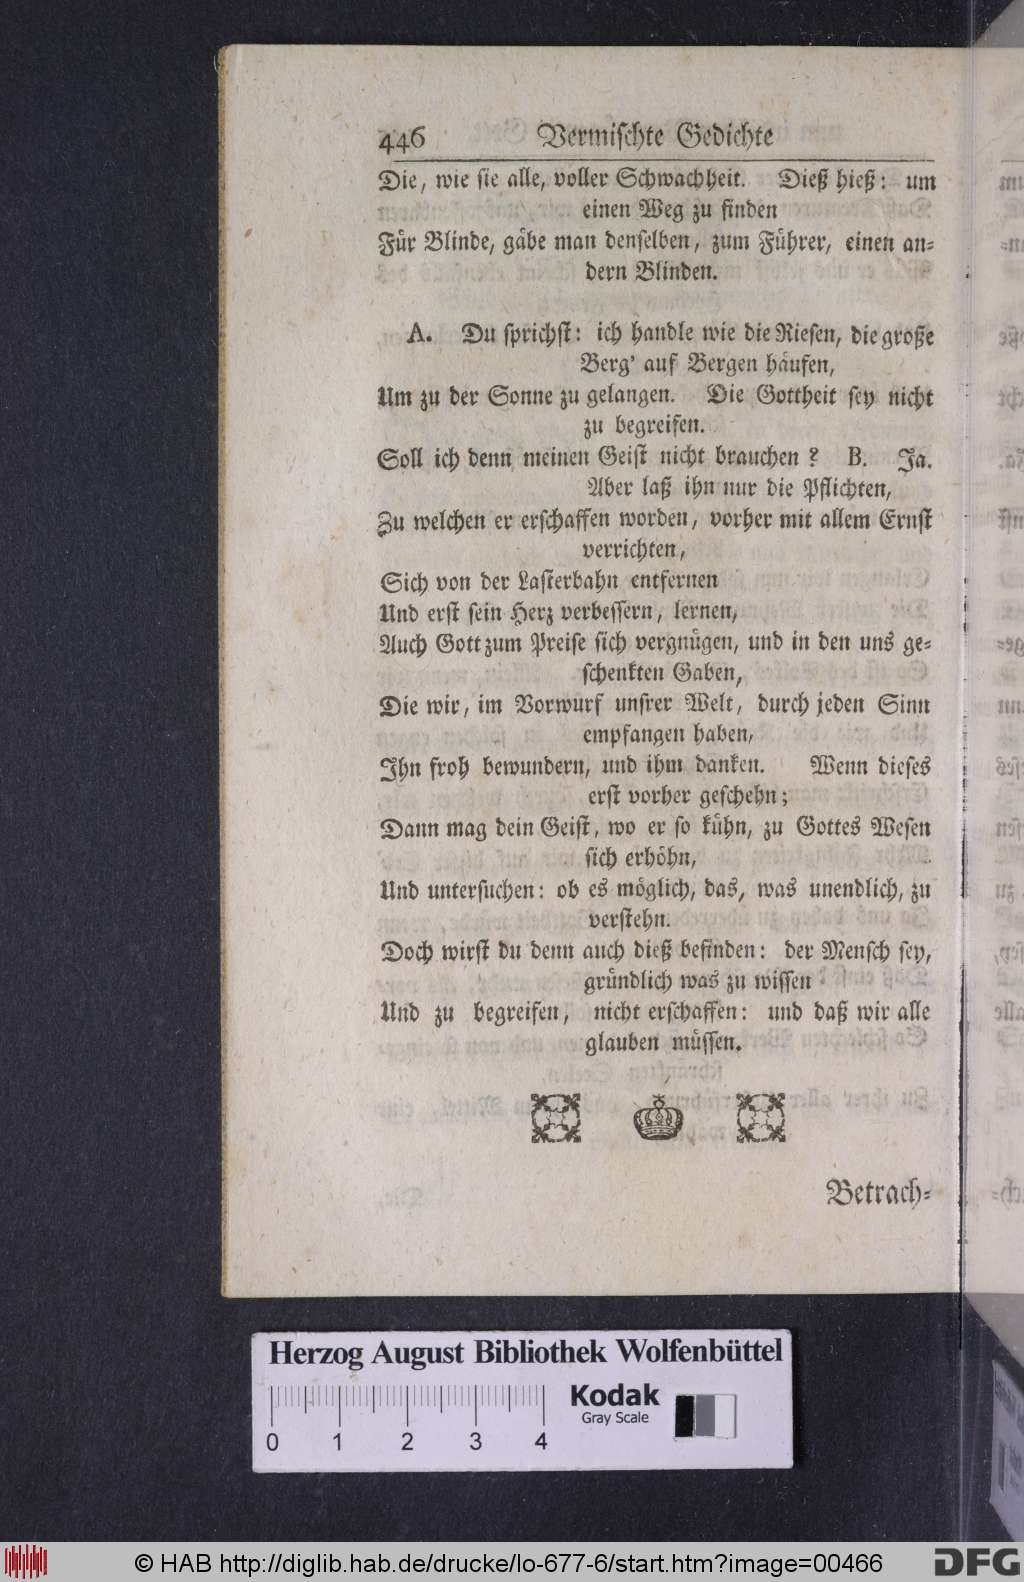 446 Vermischte Gedichte
Die, wie sie alle, voller Schwachheit. Dieß hieß: um
einen Weg zu finden
Für Blinde, gäbe man denselben, zum Führer, einen an-
dern Blinden.
A. Du sprichst: ich handle wie die Riesen, die große
Berg' auf Bergen häufen,
Um zu der Sonne zu gelangen. Die Gottheit sey nicht
zu begreifen.
Soll ich denn meinen Geist nicht brauchen? B. Ja.
Aber laß ihn nur die Pflichten,
Zu welchen er erschaffen worden, vorher mit allem Ernst
verrichten,
Sich von der Lasterbahn entfernen
Und erst sein Herz verbessern, lernen,
Auch Gott zum Preise sich vergnügen, und in den uns ge-
schenkten Gaben,
Die wir, im Vorwurf unsrer Welt, durch jeden Sinn
empfangen haben,
Ihn froh bewundern, und ihm danken. Wenn dieses
erst vorher geschehn;
Dann mag dein Geist, wo er so kühn, zu Gottes Wesen
sich erhöhn,
Und untersuchen: ob es möglich, das, was unendlich, zu
verstehn.
Doch wirst du denn auch dieß befinden: der Mensch sey,
gründlich was zu wissen
Und zu begreifen, nicht erschaffen: und daß wir alle
glauben müssen.
Betrach-
Herzog August Bibliothek Wolfenbüttel
Kodak
Gray Scale
0 1 2 3 4
© HAB http://diglib.hab.de/drucke/lo-677-6/start.htm?image=00466
DFG